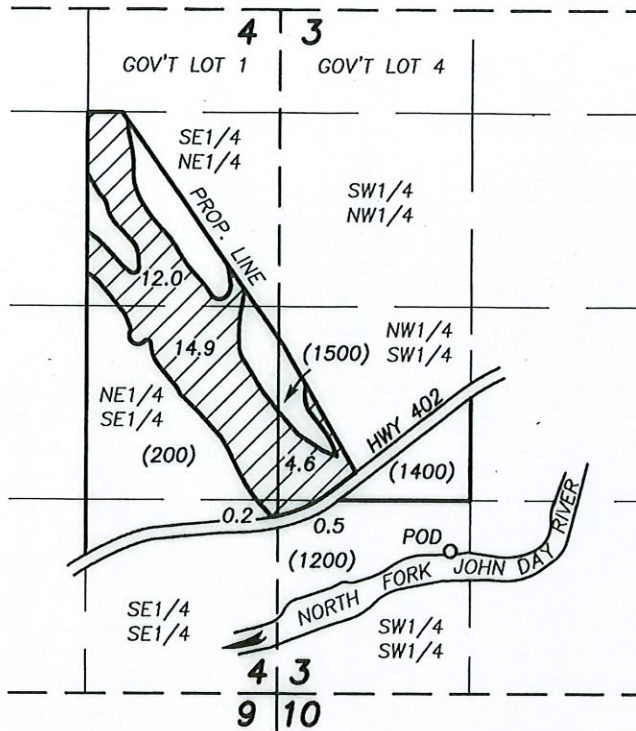 4 3
GOV'T LOT 1
GOV'T LOT 4
SE1/4
NE1/4
SW1/4
NW1/4
PROP. LINE
12.0
14.9
(1500)
NW1/4
SW1/4
NE1/4
SE1/4
(200)
HWY 402
4.6
(1400)
0.2
0.5
(1200)
POD
NORTH FORK JOHN DAY RIVER
SE1/4
SE1/4
SW1/4
SW1/4
4 3
9 10